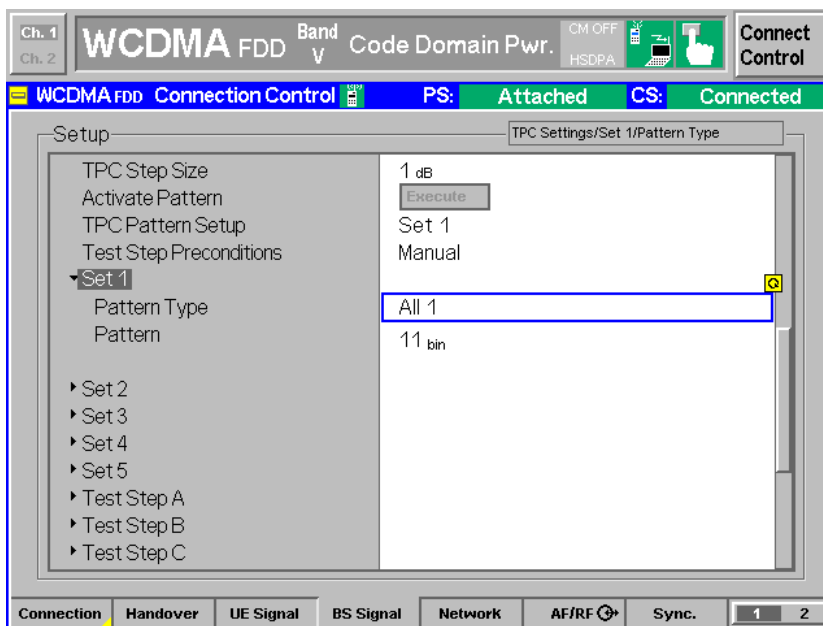 Ch. 1
Ch. 2
WCDMA FDD Band V Code Domain Pwr.
CM OFF
HSDPA
Connect Control
WCDMA FDD Connection Control PS: Attached CS: Connected
Setup TPC Settings/Set 1/Pattern Type
TPC Step Size 1 dB
Activate Pattern Execute
TPC Pattern Setup Set 1
Test Step Preconditions Manual
Set 1
Pattern Type All 1
Pattern 11 bin
Set 2
Set 3
Set 4
Set 5
Test Step A
Test Step B
Test Step C
Connection Handover UE Signal BS Signal Network AF/RF Sync. 1 2